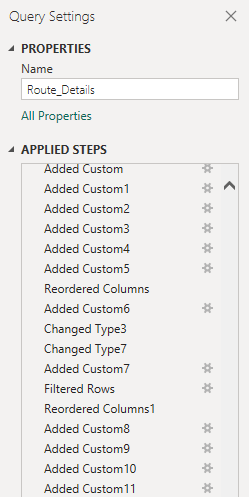 Query Settings
PROPERTIES
Name
Route_Details
All Properties
APPLIED STEPS
Added Custom
Added Custom1
Added Custom2
Added Custom3
Added Custom4
Added Custom5
Reordered Columns
Added Custom6
Changed Type3
Changed Type7
Added Custom7
Filtered Rows
Reordered Columns1
Added Custom8
Added Custom9
Added Custom10
Added Custom11